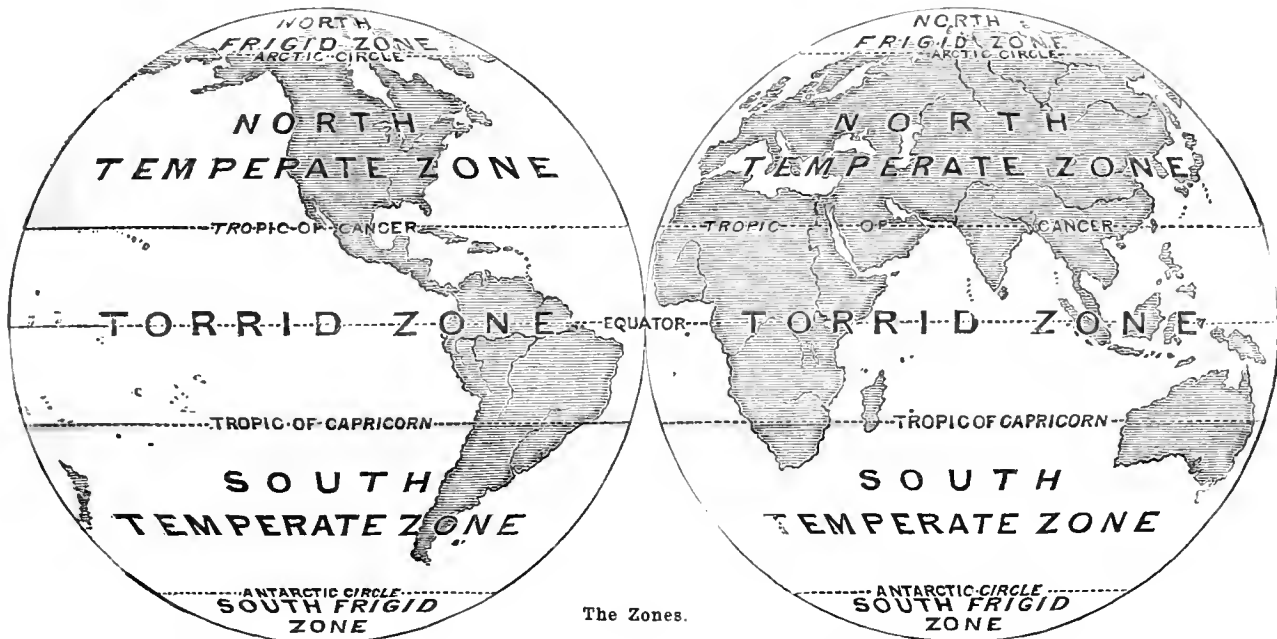 NORTH
FRIGID ZONE
ARCTIC CIRCLE
NORTH
TEMPERATE ZONE
TROPIC OF CANCER
TORRID ZONE
TROPIC OF CAPRICORN
SOUTH
TEMPERATE ZONE
ANTARCTIC CIRCLE
SOUTH FRIGID
ZONE
EQUATOR
NORTH
FRIGID ZONE
ARCTIC CIRCLE
NORTH
TEMPERATE ZONE
TROPIC OF CANCER
TORRID ZONE
TROPIC OF CAPRICORN
SOUTH
TEMPERATE ZONE
ANTARCTIC CIRCLE
SOUTH FRIGID
ZONE
The Zones.